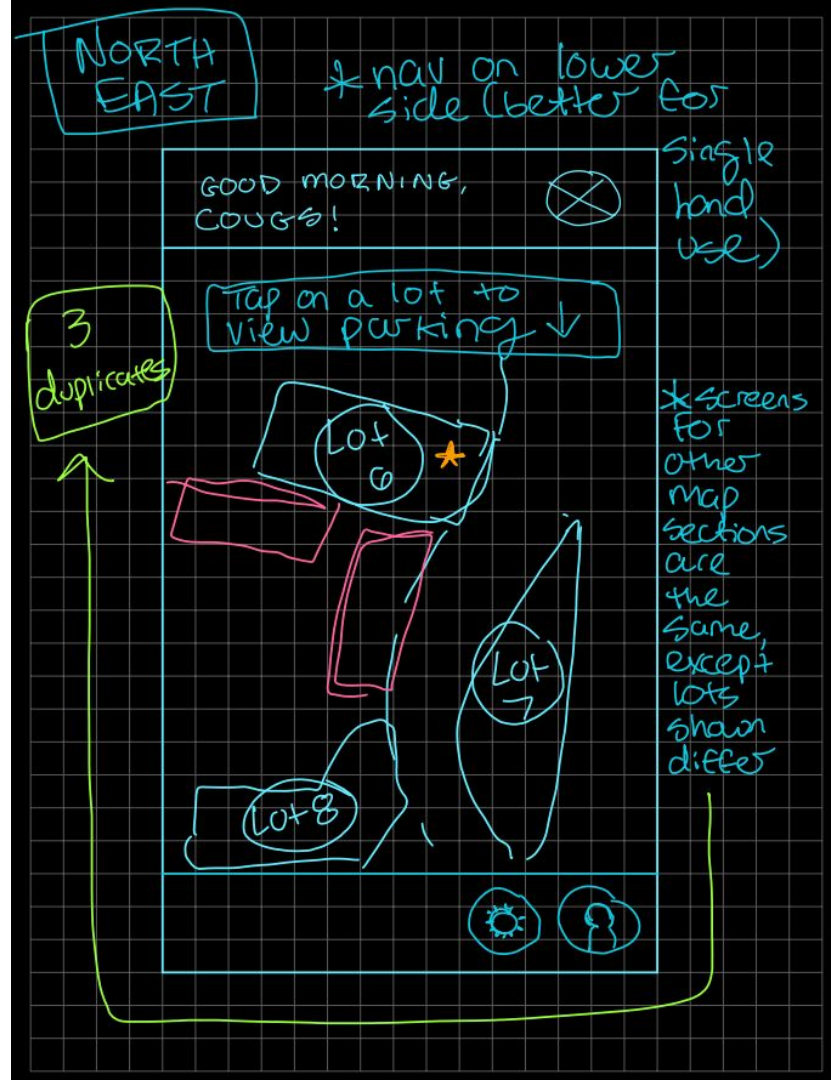 NORTH
EAST
* nav on lower
side (better for
single
hand
use)
GOOD MORNING,
COUGS!
Tap on a lot to
view parking ↓
3
duplicates
Lot
6
*screens
for
other
map
sections
are
the
same,
except
lots
shown
differ
Lot
7
Lot 8